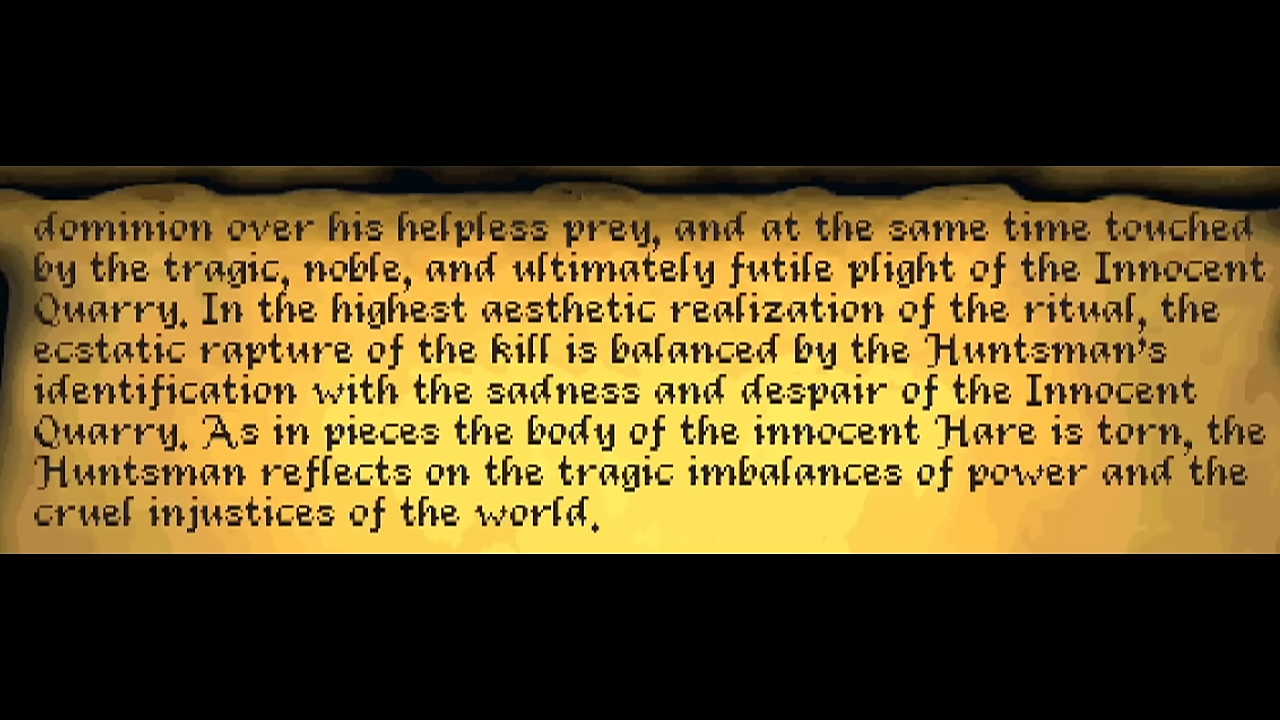 dominion over his helpless prey, and at the same time touched
by the tragic, noble, and ultimately futile plight of the Innocent
Quarry. In the highest aesthetic realization of the ritual, the
ecstatic rapture of the kill is balanced by the Huntsman's
identification with the sadness and despair of the Innocent
Quarry. As in pieces the body of the innocent Hare is torn, the
Huntsman reflects on the tragic imbalances of power and the
cruel injustices of the world.